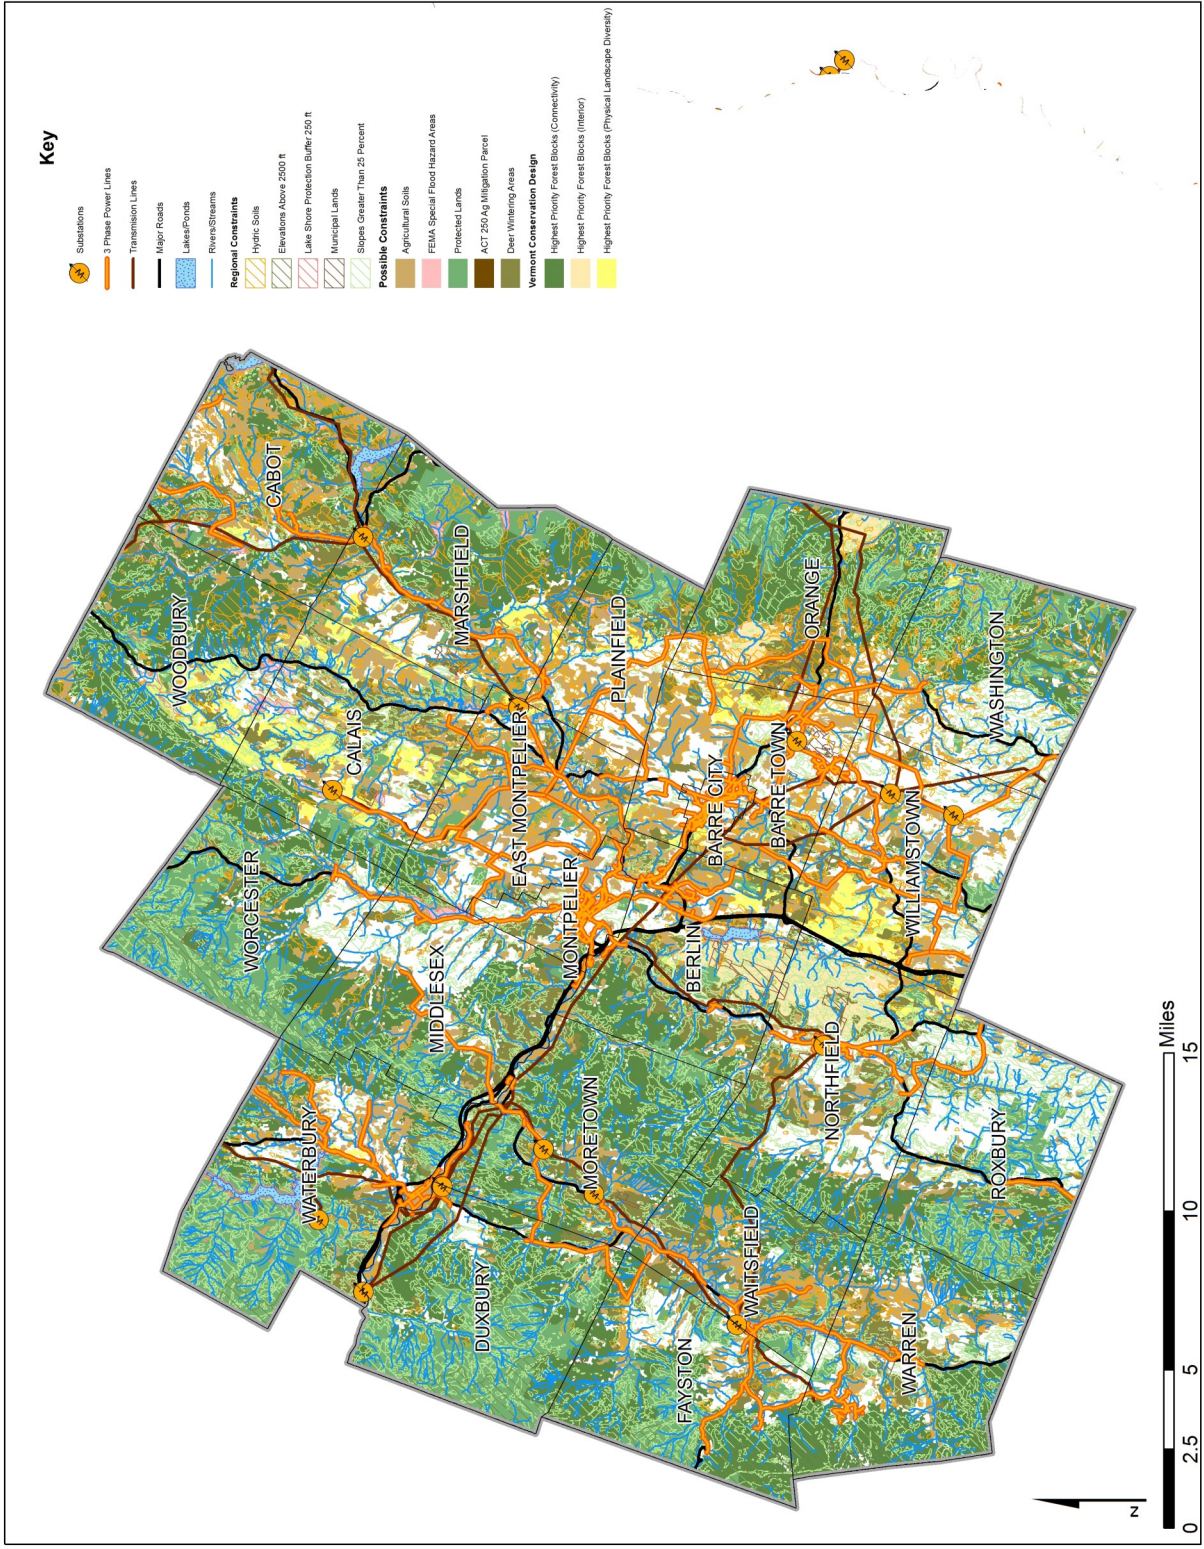 Key
Substations
3 Phase Power Lines
Transmision Lines
Major Roads
Lakes/Ponds
Rivers/Streams
Regional Constraints
Hydric Soils
Elevations Above 2500 ft
Lake Shore Protection Buffer 250 ft
Municipal Lands
Slopes Greater Than 25 Percent
Possible Constraints
Agricultural Soils
FEMA Special Flood Hazard Areas
Protected Lands
ACT 250 Ag Mitigation Parcel
Deer Wintering Areas
Vermont Conservation Design
Highest Priority Forest Blocks (Connectivity)
Highest Priority Forest Blocks (Interior)
Highest Priority Forest Blocks (Physical Landscape Diversity)
CABOT
WOODBURY
MARSHFIELD
CALAIS
PLAINFIELD
ORANGE
WASHINGTON
WORCESTER
EAST MONTPELIER
BARRE CITY
BARRE TOWN
WILLIAMSTOWN
MIDDLESEX
MONTPELIER
BERLIN
NORTHFIELD
WATERBURY
MORETOWN
ROXBURY
DUXBURY
WAITSFIELD
FAYSTON
WARREN
N
0 2.5 5 10 15
Miles